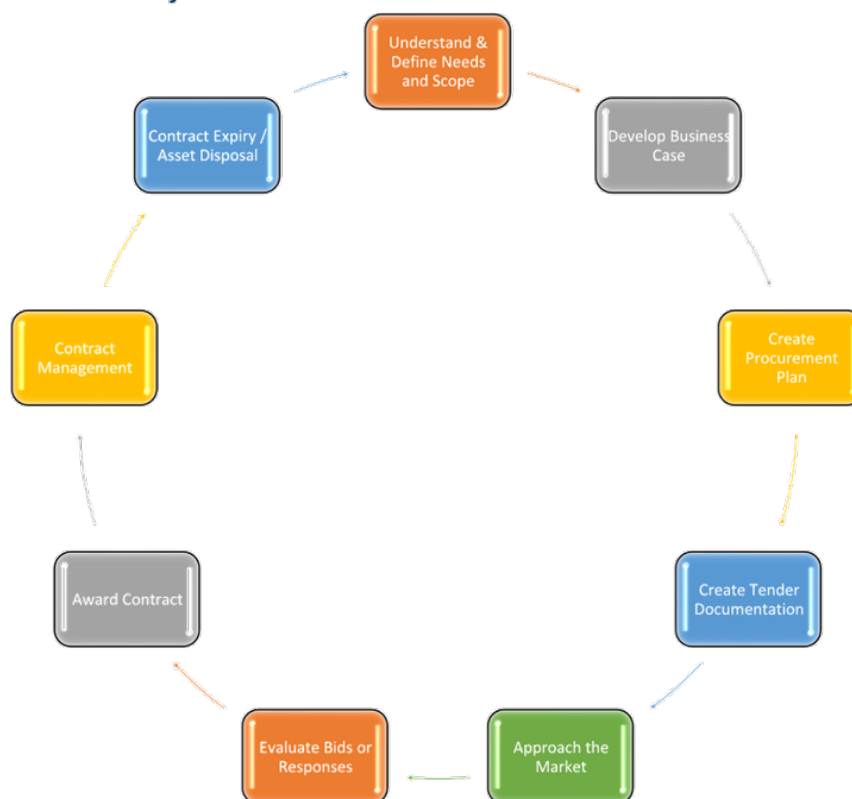 Understand &
Define Needs
and Scope
Develop Business
Case
Create
Procurement
Plan
Create Tender
Documentation
Approach the
Market
Evaluate Bids or
Responses
Award Contract
Contract
Management
Contract Expiry /
Asset Disposal